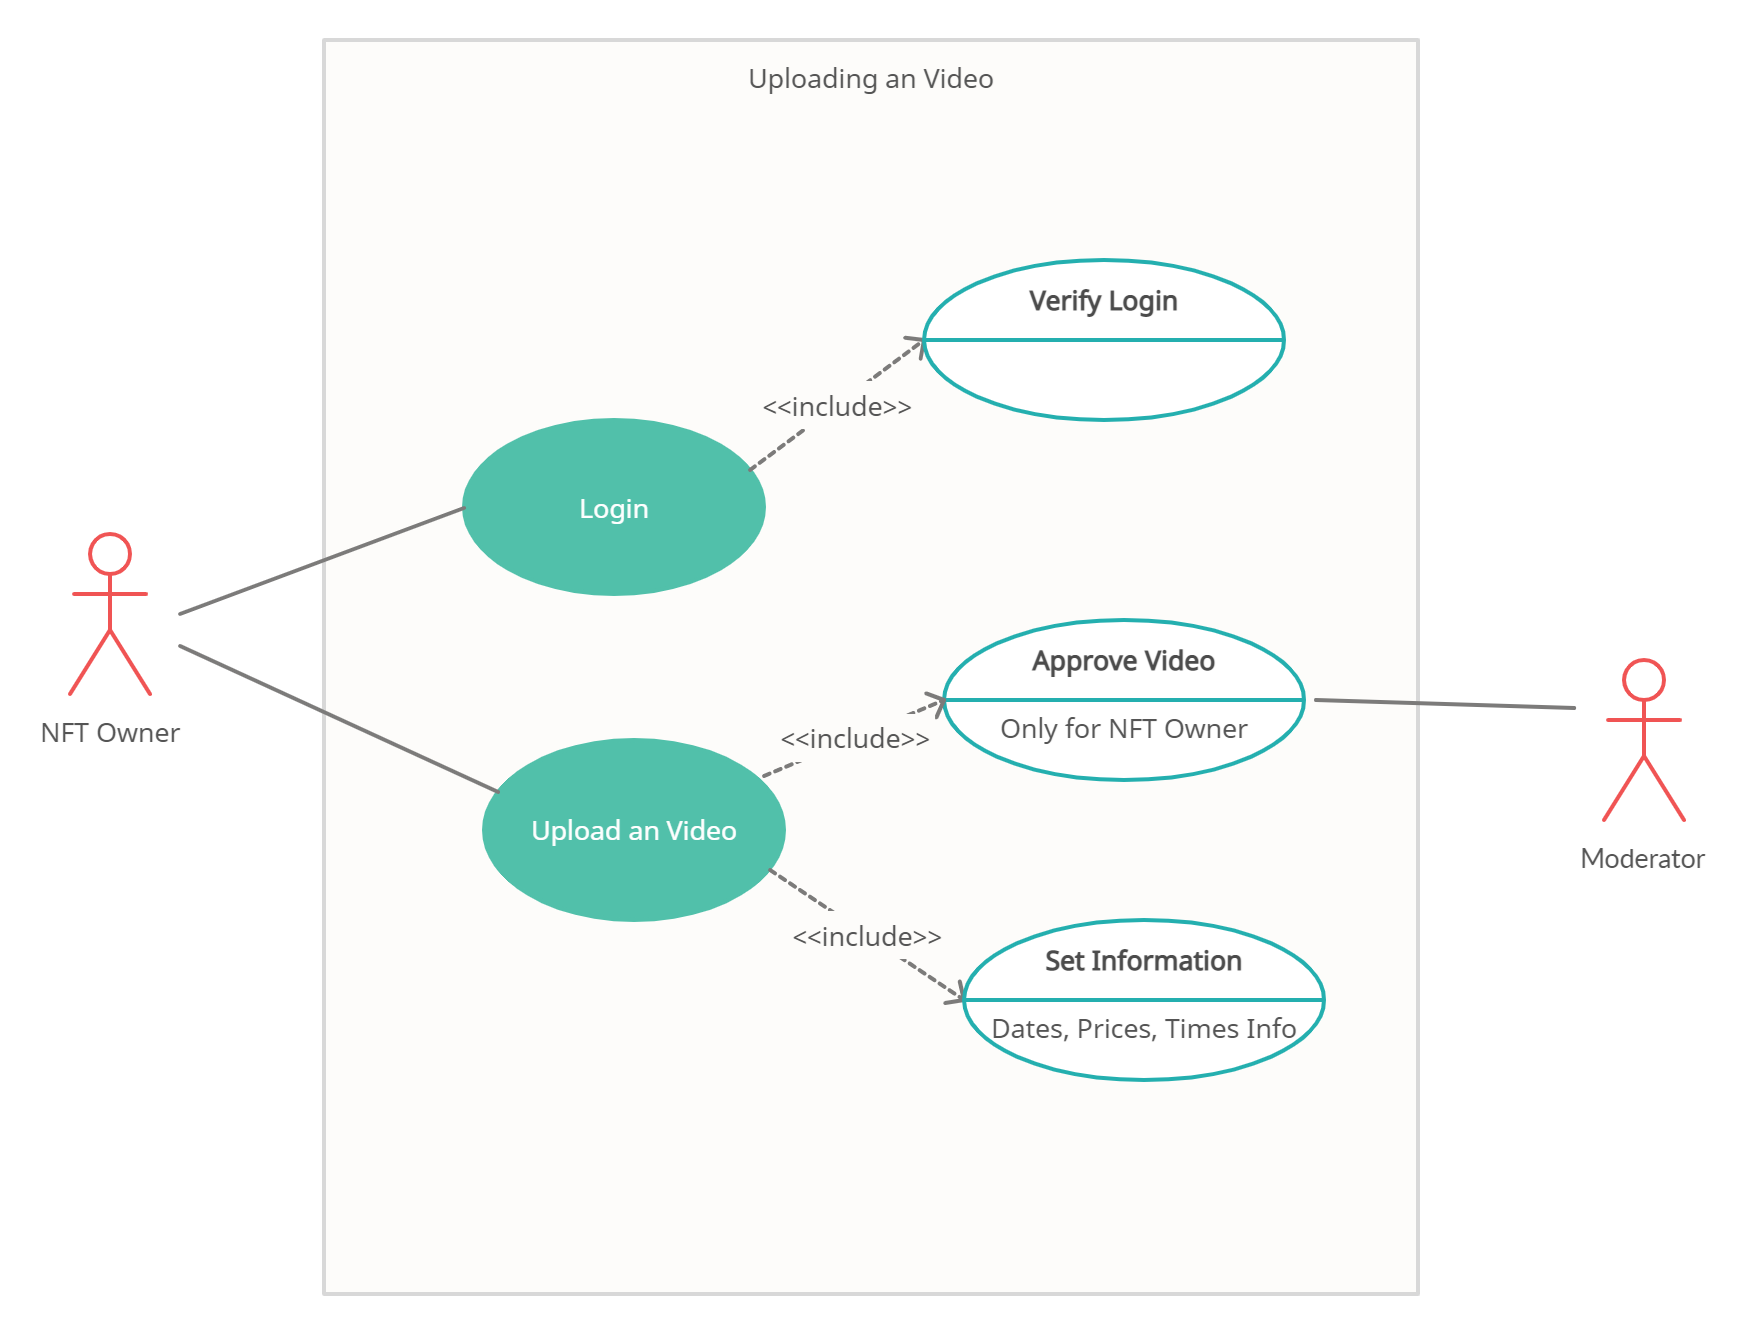 Uploading an Video
Verify Login
<<include>>
Login
NFT Owner
Approve Video
Only for NFT Owner
<<include>>
Upload an Video
Moderator
<<include>>
Set Information
Dates, Prices, Times Info